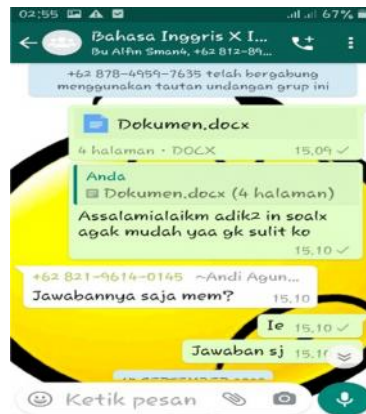 02;55 67%
Bahasa Inggris X I...
Bu Alfin Sman4, +62 812-89...
+62 878-4959-7635 telah bergabung
menggunakan tautan undangan grup ini
Dokumen.docx
4 halaman • DOCX 15,09
Anda
Dokumen.docx (4 halaman)
Assalamialaikm adik2 in soalx
agak mudah yaa gk sulit ko
15,10
+62 821-9614-0145 ~Andi Agun...
Jawabannya saja mem? 15,10
Ie 15,10
Jawaban sj 15,1
Ketik pesan